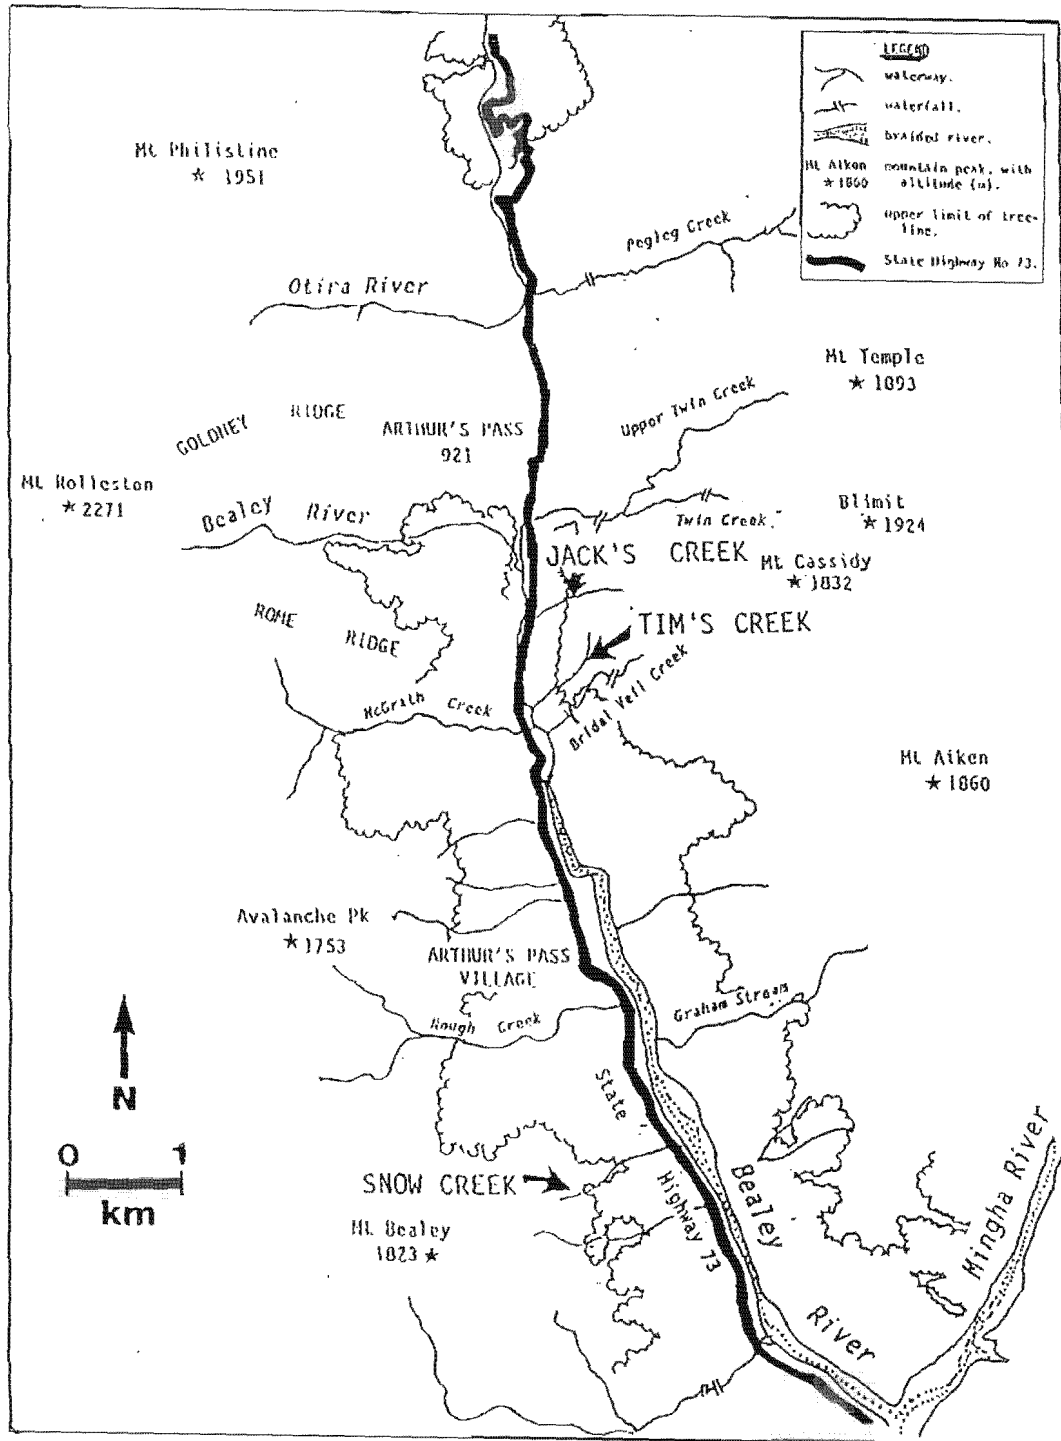 LEGEND
waterway.
waterfall.
braided river.
Mt Aiken
★ 1860
mountain peak, with
altitude (m).
upper limit of tree-
line.
State Highway No 73.
Mt Philistine
★ 1951
Pegleg Creek
Otira River
Mt Temple
★ 1893
Upper Twin Creek
GOLDNEY RIDGE
ARTHUR'S PASS
921
Mt Rolleston
★ 2271
Bealey River
Blimit
★ 1924
Twin Creek.
JACK'S CREEK
Mt Cassidy
★ 1832
ROME RIDGE
TIM'S CREEK
McGrath Creek
Bridal Veil Creek
Mt Aiken
★ 1860
Avalanche Pk
★ 1753
ARTHUR'S PASS
VILLAGE
Rough Creek
Graham Stream
N
0 1
km
State Highway 73
SNOW CREEK
Mt Bealey
1823 ★
Bealey River
Mingha River